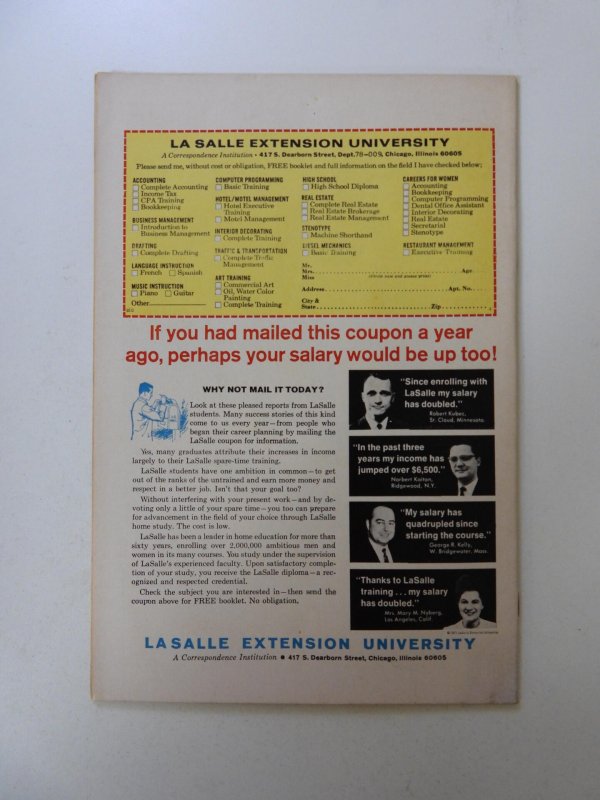 LA SALLE EXTENSION UNIVERSITY
A Correspondence Institution • 417 S. Dearborn Street, Dept. 78-009, Chicago, Illinois 60605
Please send me, without cost or obligation, FREE booklet and full information on the field I have checked below:
ACCOUNTING
Complete Accounting
Income Tax
CPA Training
Bookkeeping
BUSINESS MANAGEMENT
Introduction to
Business Management
DRAFTING
Complete Drafting
LANGUAGE INSTRUCTION
French Spanish
MUSIC INSTRUCTION
Piano Guitar
Other
COMPUTER PROGRAMMING
Basic Training
HOTEL/MOTEL MANAGEMENT
Hotel Executive
Training
Motel Management
INTERIOR DECORATING
Complete Training
TRAFFIC & TRANSPORTATION
Complete Traffic
Management
ART TRAINING
Commercial Art
Oil, Water Color
Painting
Complete Training
HIGH SCHOOL
High School Diploma
REAL ESTATE
Complete Real Estate
Real Estate Brokerage
Real Estate Management
STENOTYPE
Machine Shorthand
DIESEL MECHANICS
Basic Training
CAREERS FOR WOMEN
Accounting
Bookkeeping
Computer Programming
Dental Office Assistant
Interior Decorating
Real Estate
Secretarial
Stenotype
RESTAURANT MANAGEMENT
Executive Training
Mr.
Mrs. Age
Miss
Address Apt. No.
City &
State Zip
If you had mailed this coupon a year
ago, perhaps your salary would be up too!
WHY NOT MAIL IT TODAY?
Look at these pleased reports from LaSalle
students. Many success stories of this kind
come to us every year—from people who
began their career planning by mailing the
LaSalle coupon for information.
Yes, many graduates attribute their increases in income
largely to their LaSalle spare-time training.
LaSalle students have one ambition in common—to get
out of the ranks of the untrained and earn more money and
respect in a better job. Isn't that your goal too?
Without interfering with your present work—and by de-
voting only a little of your spare time—you too can prepare
for advancement in the field of your choice through LaSalle
home study. The cost is low.
LaSalle has been a leader in home education for more than
sixty years, enrolling over 2,000,000 ambitious men and
women in its many courses. You study under the supervision
of LaSalle's experienced faculty. Upon satisfactory comple-
tion of your study, you receive the LaSalle diploma—a rec-
ognized and respected credential.
Check the subject you are interested in—then send the
coupon above for FREE booklet. No obligation.
"Since enrolling with
LaSalle my salary
has doubled."
Robert Kubec,
St. Cloud, Minnesota
"In the past three
years my income has
jumped over $6,500."
Norbert Kaiton,
Ridgewood, N.Y.
"My salary has
quadrupled since
starting the course."
George R. Kelly,
W. Bridgewater, Mass.
"Thanks to LaSalle
training . . . my salary
has doubled."
Mrs. Mary M. Nyberg,
Los Angeles, Calif.
LA SALLE EXTENSION UNIVERSITY
A Correspondence Institution • 417 S. Dearborn Street, Chicago, Illinois 60605